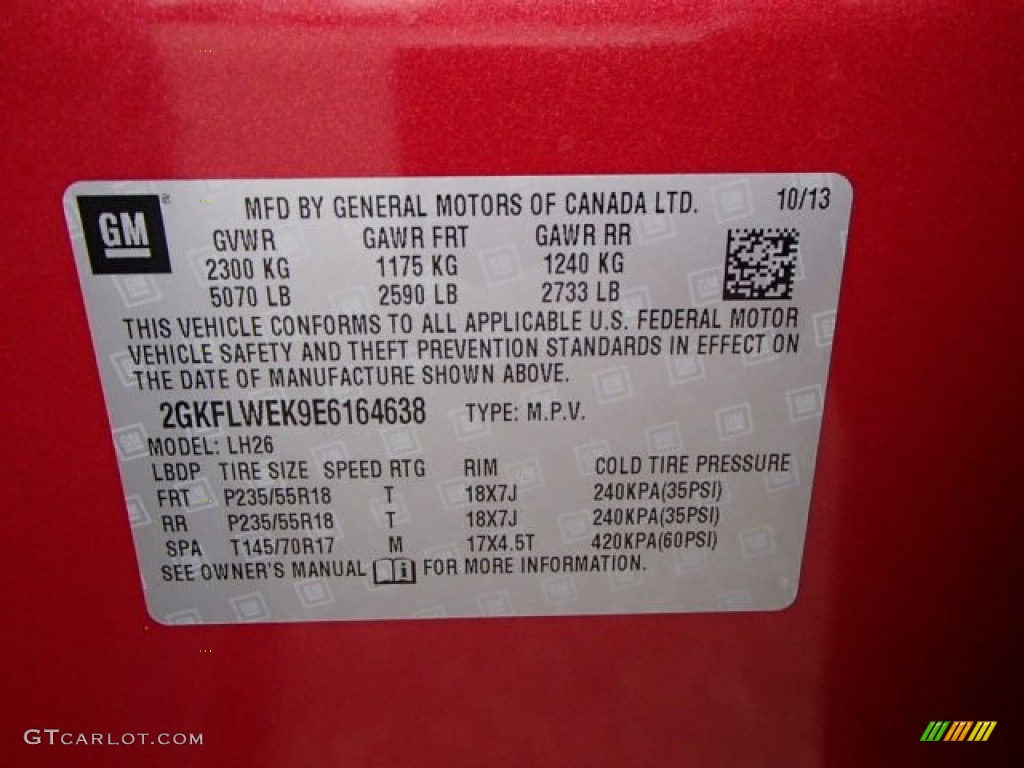 GM
MFD BY GENERAL MOTORS OF CANADA LTD. 10/13
GVWR GAWR FRT GAWR RR
2300 KG 1175 KG 1240 KG
5070 LB 2590 LB 2733 LB
THIS VEHICLE CONFORMS TO ALL APPLICABLE U.S. FEDERAL MOTOR
VEHICLE SAFETY AND THEFT PREVENTION STANDARDS IN EFFECT ON
THE DATE OF MANUFACTURE SHOWN ABOVE.
2GKFLWEK9E6164638 TYPE: M.P.V.
MODEL: LH26
LBDP TIRE SIZE SPEED RTG RIM COLD TIRE PRESSURE
FRT P235/55R18 T 18X7J 240KPA(35PSI)
RR P235/55R18 T 18X7J 240KPA(35PSI)
SPA T145/70R17 M 17X4.5T 420KPA(60PSI)
SEE OWNER'S MANUAL FOR MORE INFORMATION.
GTCARLOT.COM